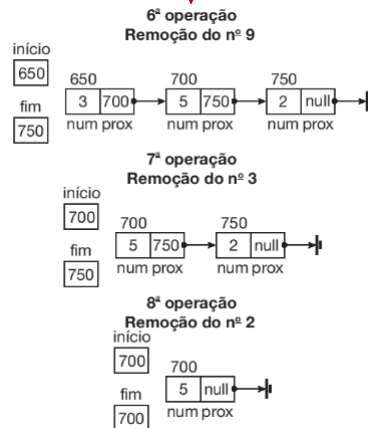 6ª operação
Remoção do nº 9
início
650
fim
750
650 700 750
3 700 5 750 2 null
num prox num prox num prox
7ª operação
Remoção do nº 3
início
700
fim
750
700 750
5 750 2 null
num prox num prox
8ª operação
Remoção do nº 2
início
700
fim
700
700
5 null
num prox